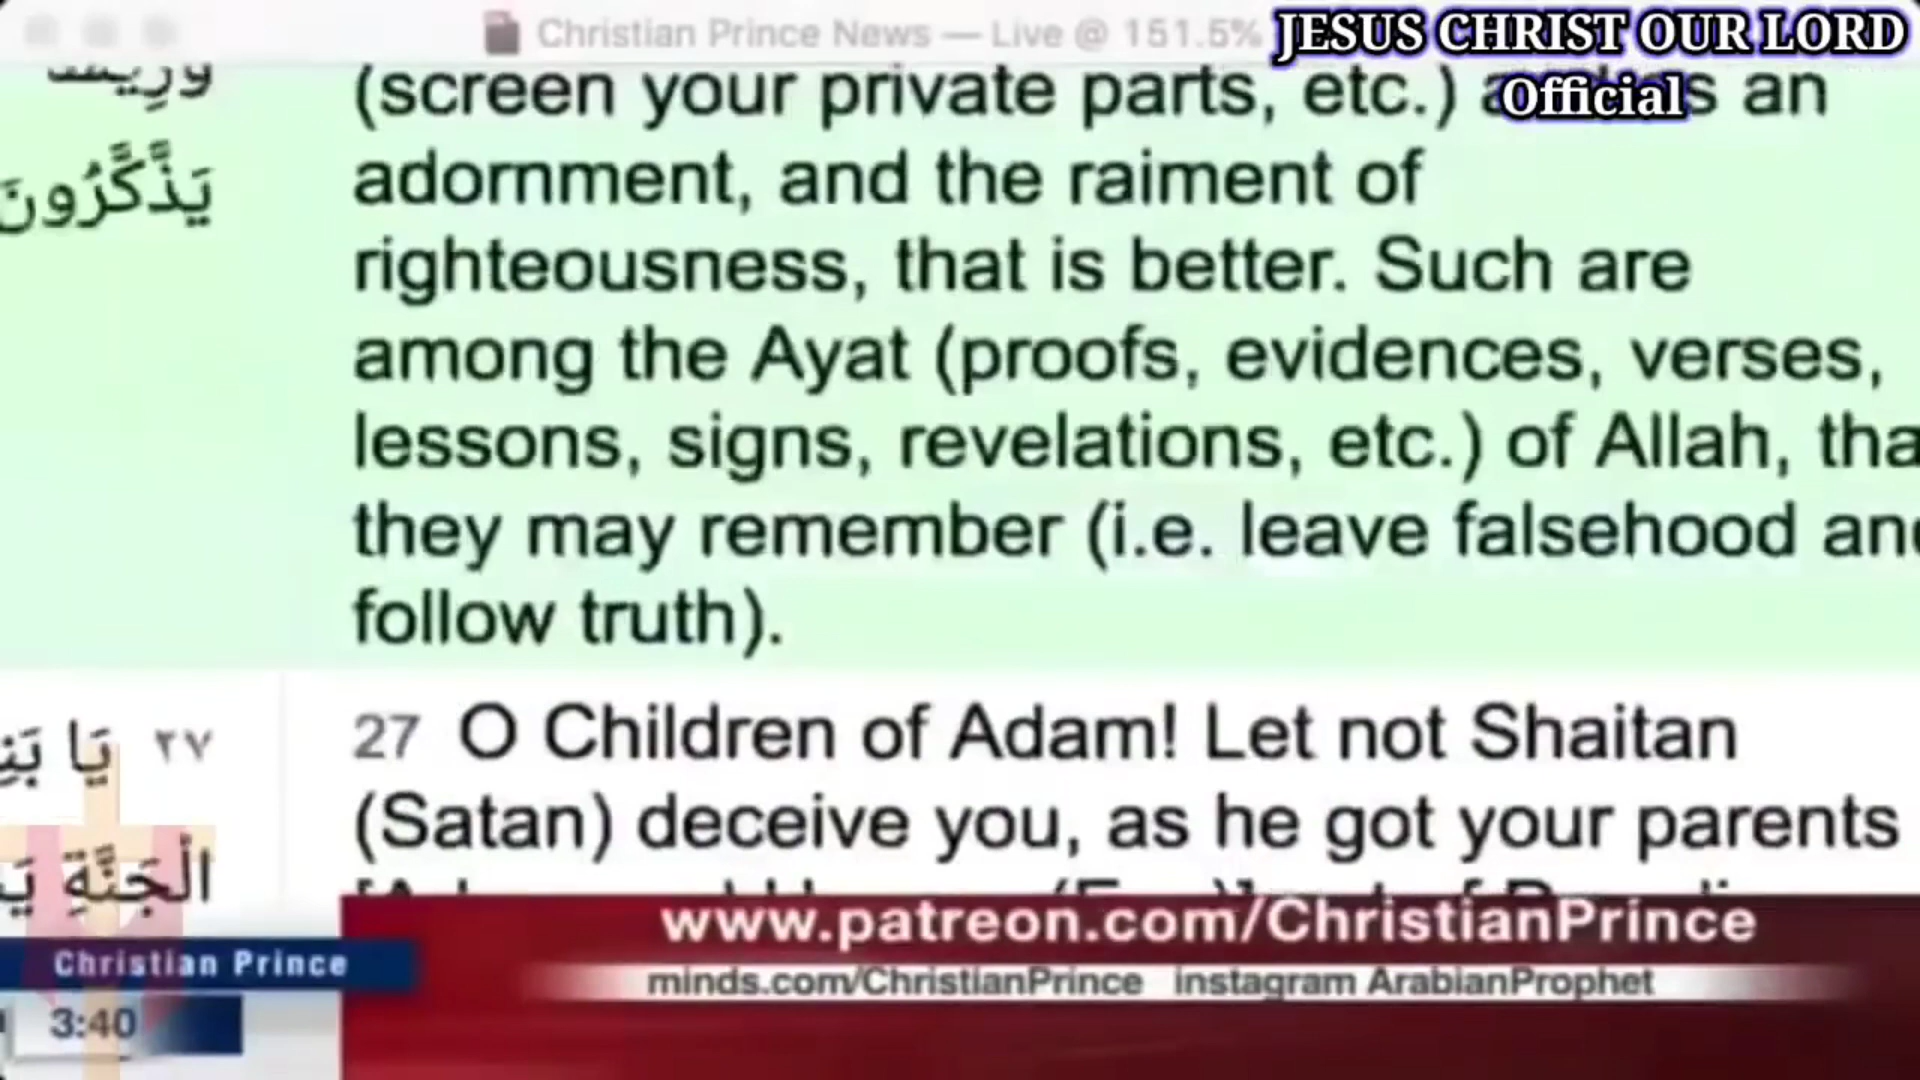 Christian Prince News — Live @ 151.5%
JESUS CHRIST OUR LORD
Official
(screen your private parts, etc.) an
adornment, and the raiment of
righteousness, that is better. Such are
among the Ayat (proofs, evidences, verses,
lessons, signs, revelations, etc.) of Allah, tha
they may remember (i.e. leave falsehood an
follow truth).
يَذَّكَّرُونَ
27 O Children of Adam! Let not Shaitan
(Satan) deceive you, as he got your parents
٢٧ يَا
الْجَنَّةِ
www.patreon.com/ChristianPrince
minds.com/ChristianPrince instagram ArabianProphet
Christian Prince
3:40